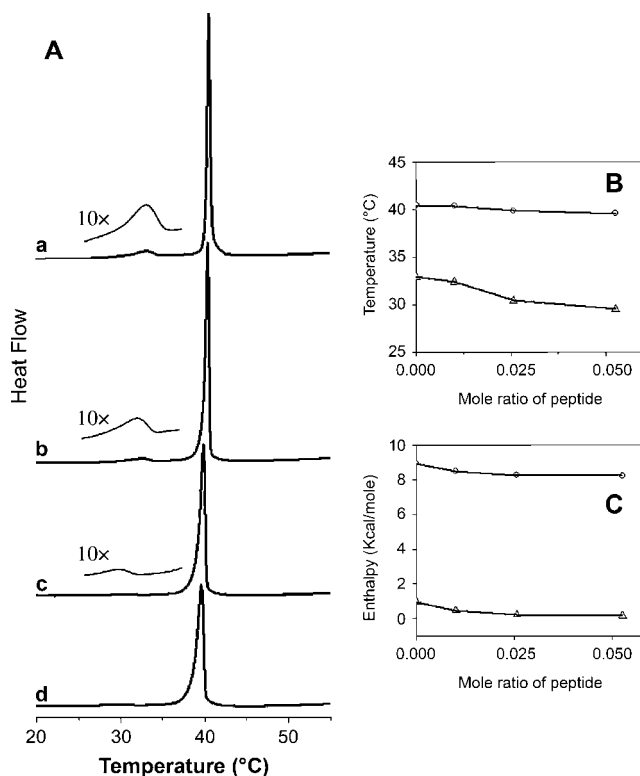 A
10×
a
10×
b
10×
c
d
Heat Flow
20 30 40 50
Temperature (°C)
B
45
40
35
30
25
Temperature (°C)
0.000 0.025 0.050
Mole ratio of peptide
C
10
8
6
4
2
0
Enthalpy (Kcal/mole)
0.000 0.025 0.050
Mole ratio of peptide